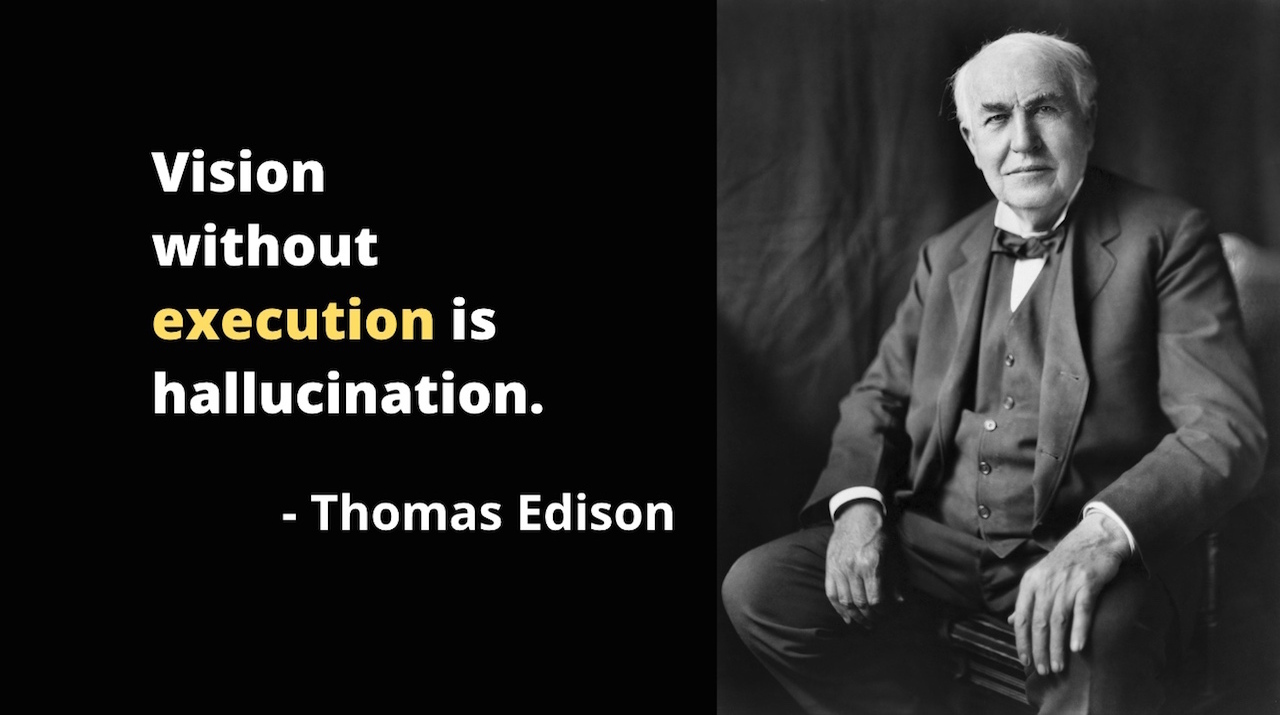 Vision
without
execution is
hallucination.
- Thomas Edison